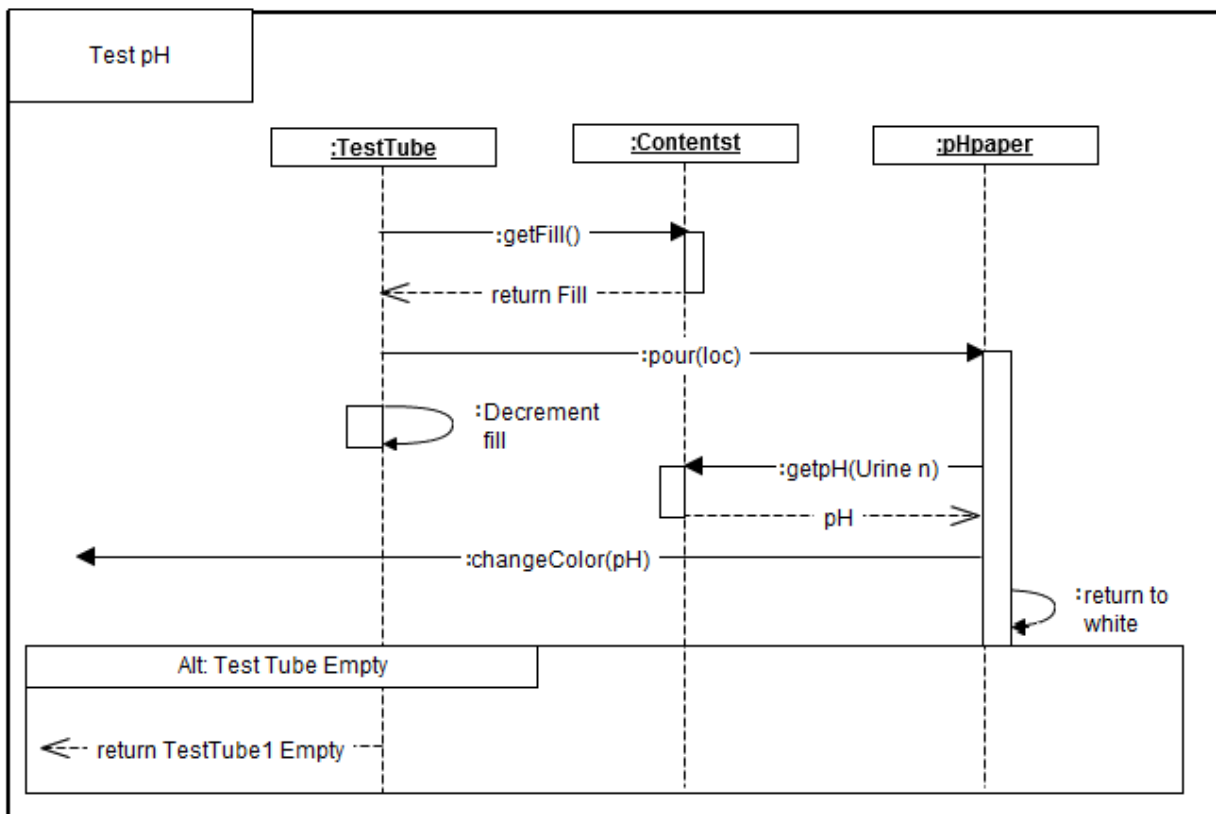 Test pH
:TestTube
:Contentst
:pHpaper
:getFill()
return Fill
:pour(loc)
:Decrement
fill
:getpH(Urine n)
pH
:changeColor(pH)
:return to
white
Alt: Test Tube Empty
return TestTube1 Empty